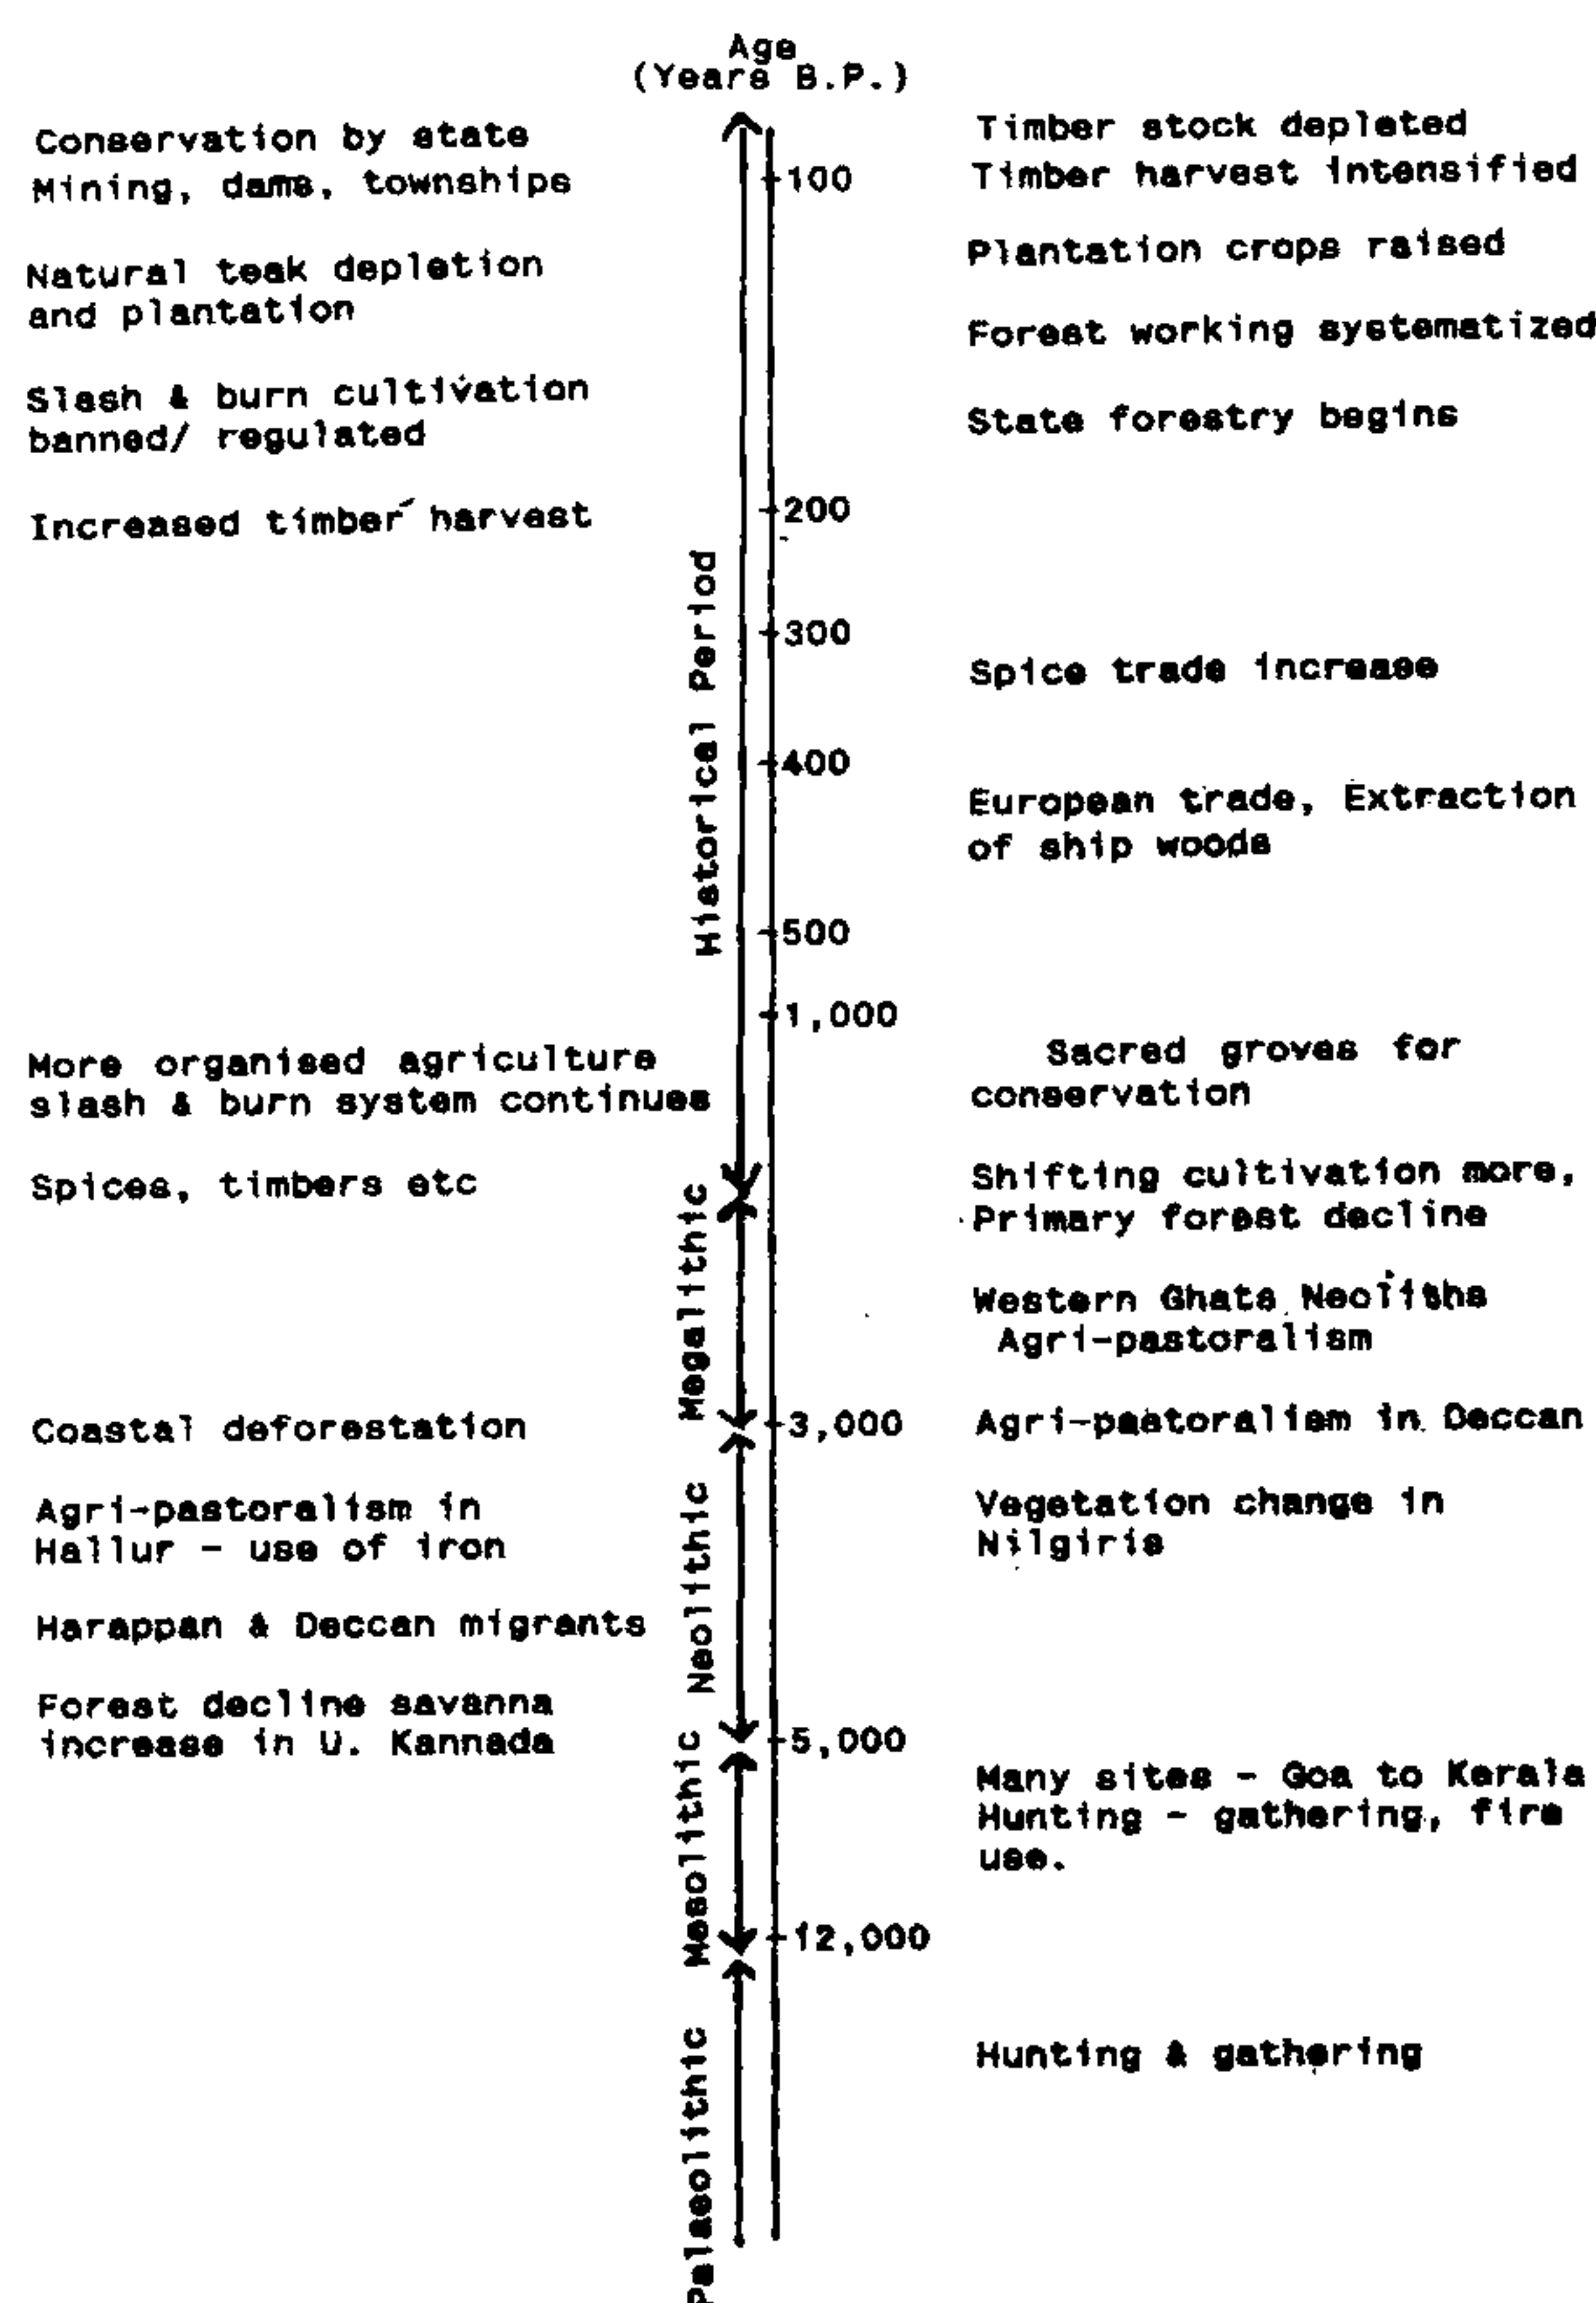 Age
(Years B.P.)
Conservation by state
Mining, dams, townships
Natural teak depletion
and plantation
Slash & burn cultivation
banned/ regulated
Increased timber harvest
More organised agriculture
slash & burn system continues
Spices, timbers etc
Coastal deforestation
Agri-pastoralism in
Hallur - use of iron
Harappan & Deccan migrants
Forest decline savanna
increase in U. Kannada
Historical Period
Megalithic
Neolithic
Mesolithic
Palaeolithic
100
200
300
400
500
1,000
3,000
5,000
12,000
Timber stock depleted
Timber harvest intensified
Plantation crops raised
Forest working systematized
State forestry begins
Spice trade increase
European trade, Extraction
of ship woods
Sacred groves for
conservation
Shifting cultivation more,
Primary forest decline
Western Ghats Neoliths
Agri-pastoralism
Agri-pastoralism in Deccan
Vegetation change in
Nilgiris
Many sites - Goa to Kerala
Hunting - gathering, fire
use.
Hunting & gathering